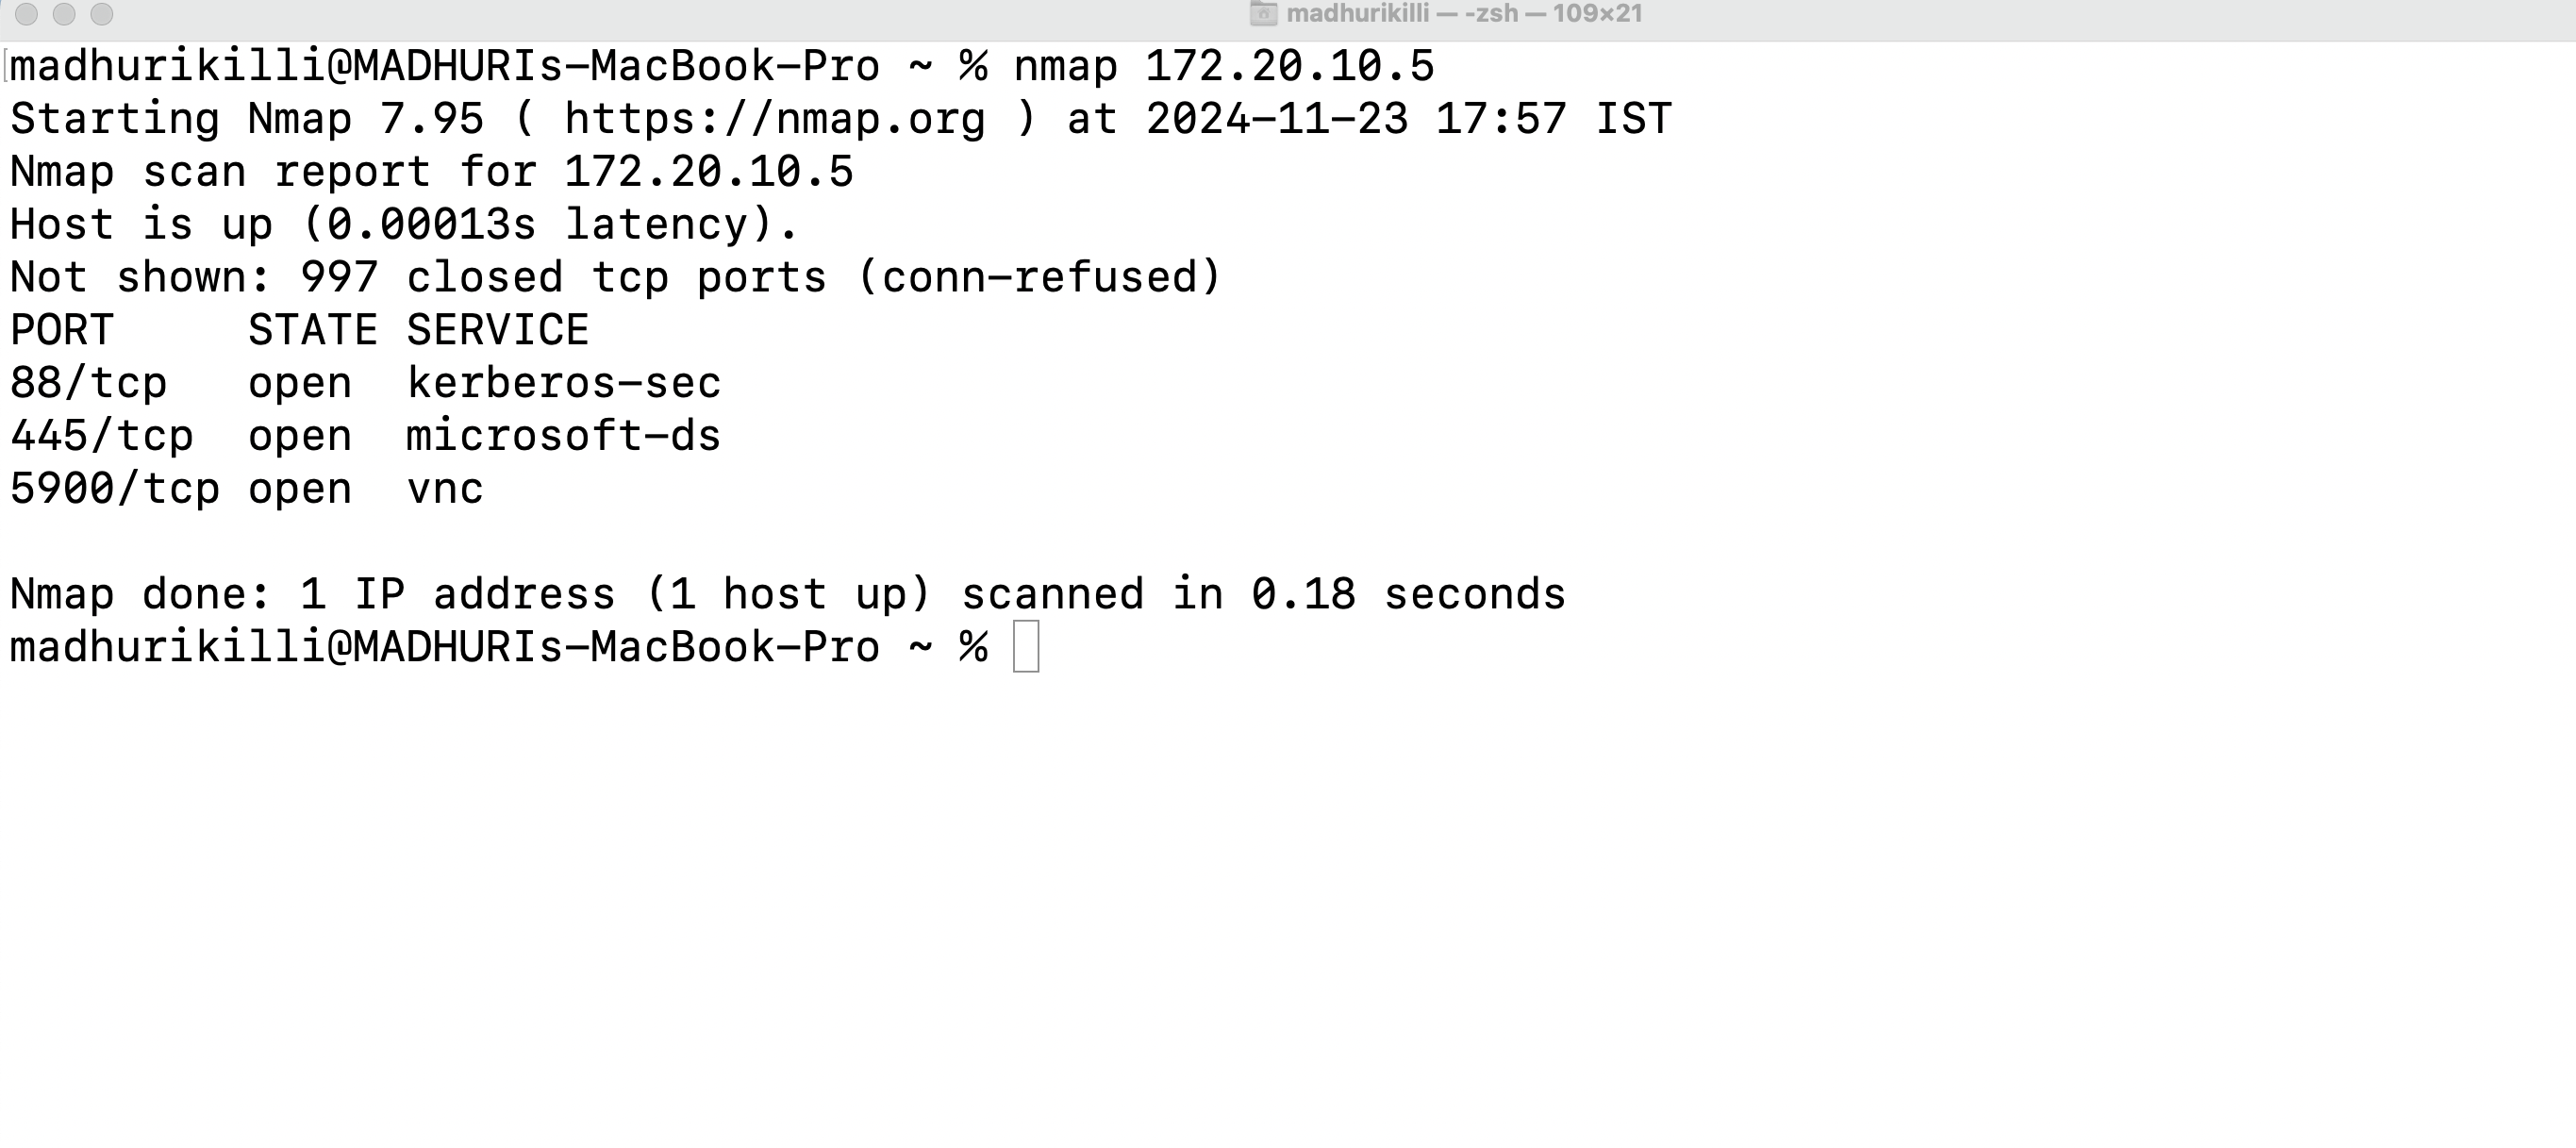 madhurikilli — -zsh — 109×21
madhurikilli@MADHURIs-MacBook-Pro ~ % nmap 172.20.10.5
Starting Nmap 7.95 ( https://nmap.org ) at 2024-11-23 17:57 IST
Nmap scan report for 172.20.10.5
Host is up (0.00013s latency).
Not shown: 997 closed tcp ports (conn-refused)
PORT     STATE SERVICE
88/tcp   open  kerberos-sec
445/tcp  open  microsoft-ds
5900/tcp open  vnc

Nmap done: 1 IP address (1 host up) scanned in 0.18 seconds
madhurikilli@MADHURIs-MacBook-Pro ~ %